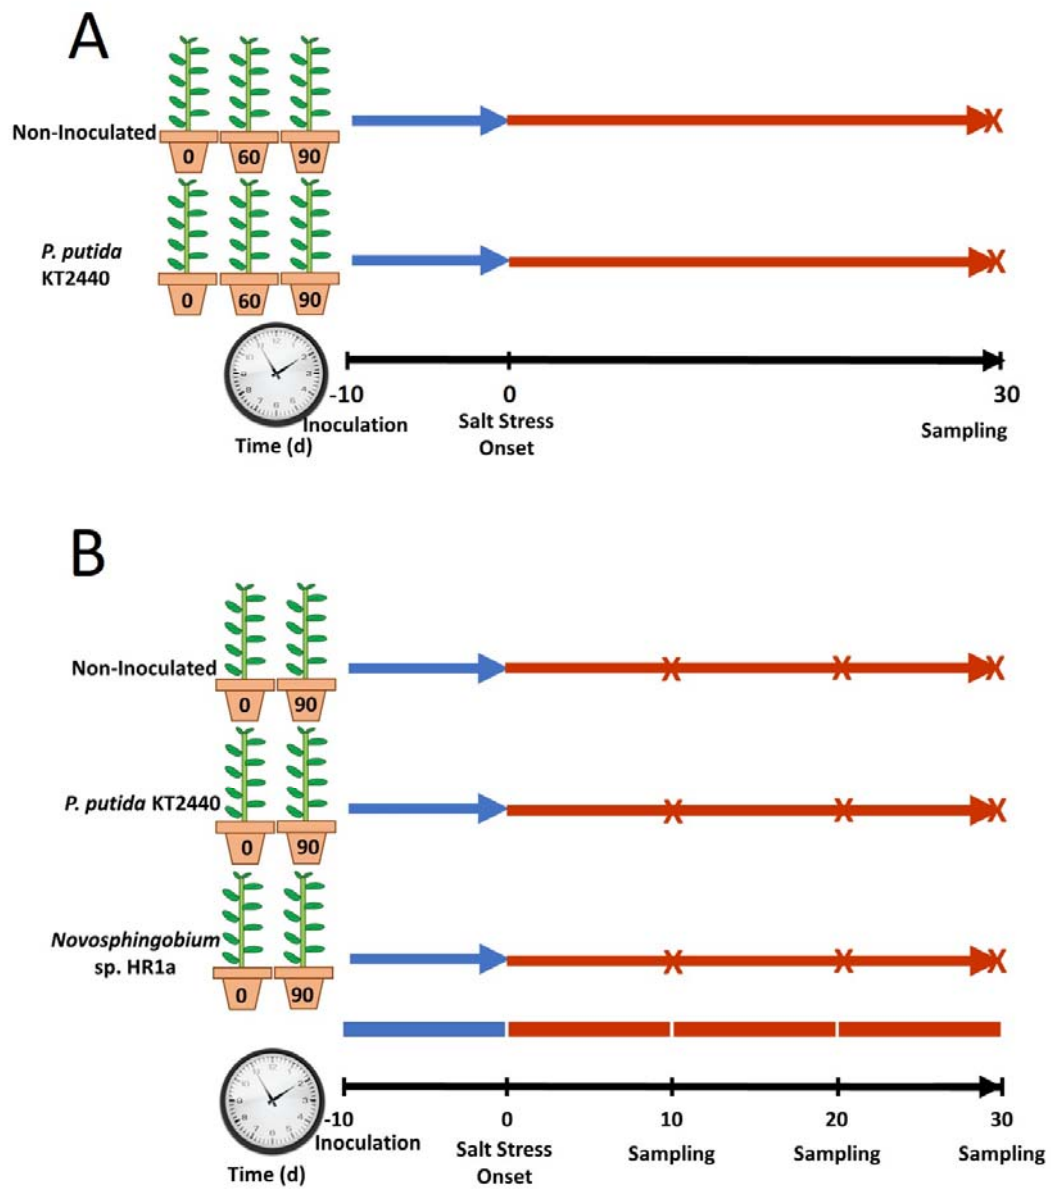 A
Non-Inoculated
0 60 90
P. putida
KT2440
0 60 90
-10 0 30
Inoculation Salt Stress Onset Sampling
Time (d)
B
Non-Inoculated
0 90
P. putida KT2440
0 90
Novosphingobium
sp. HR1a
0 90
-10 0 10 20 30
Inoculation Salt Stress Onset Sampling Sampling Sampling
Time (d)